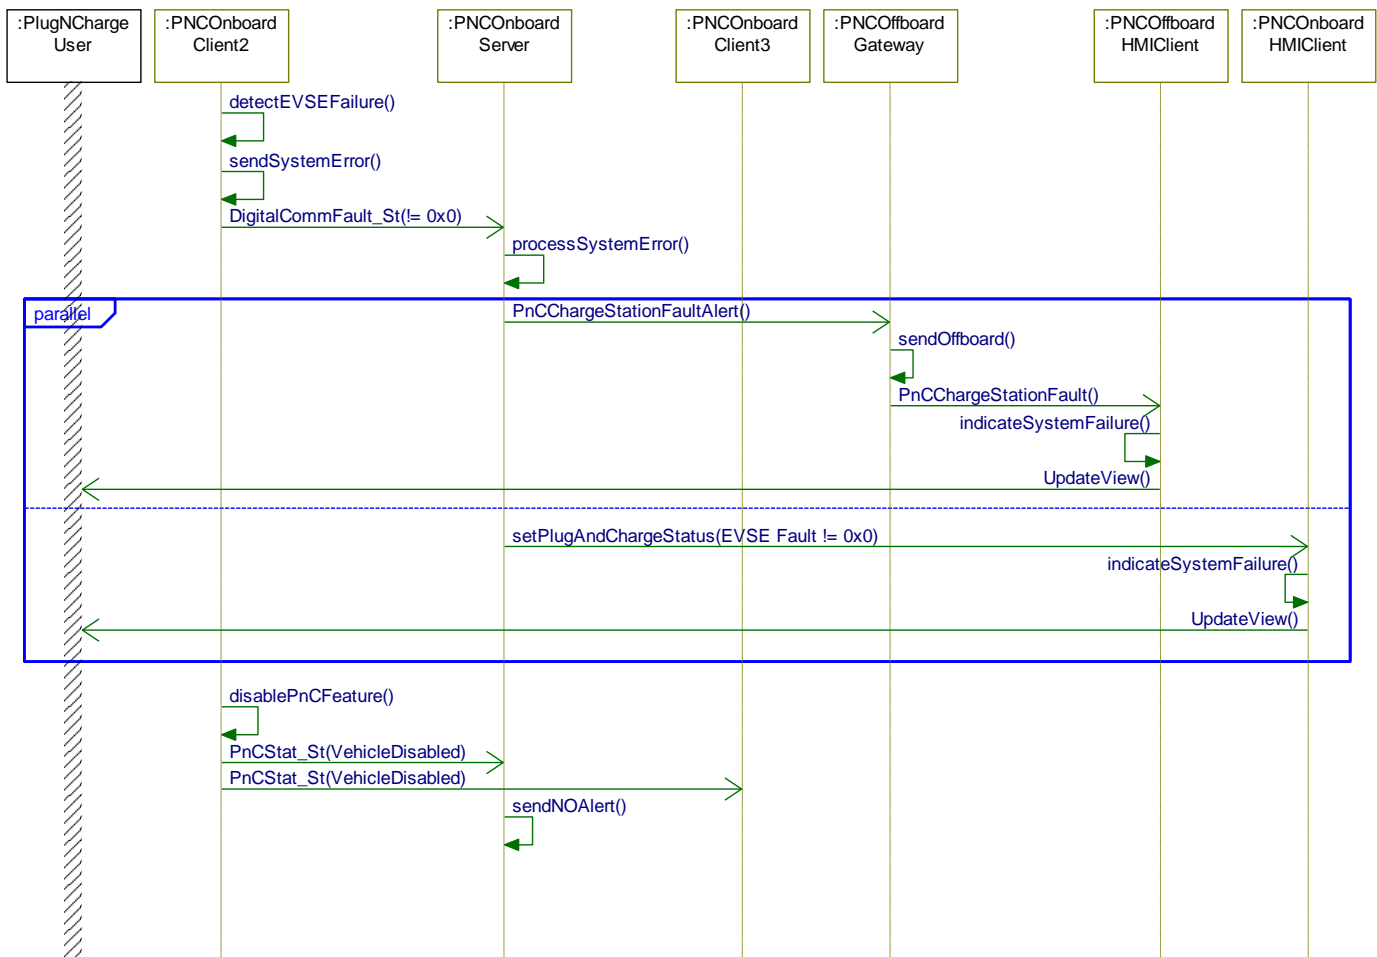 :PlugNCharge
User
:PNCOnboard
Client2
:PNCOnboard
Server
:PNCOnboard
Client3
:PNCOffboard
Gateway
:PNCOffboard
HMIClient
:PNCOnboard
HMIClient
detectEVSEFailure()
sendSystemError()
DigitalCommFault_St(!= 0x0)
processSystemError()
parallel
PnCChargeStationFaultAlert()
sendOffboard()
PnCChargeStationFault()
indicateSystemFailure()
UpdateView()
setPlugAndChargeStatus(EVSE Fault != 0x0)
indicateSystemFailure()
UpdateView()
disablePnCFeature()
PnCStat_St(VehicleDisabled)
PnCStat_St(VehicleDisabled)
sendNOAlert()